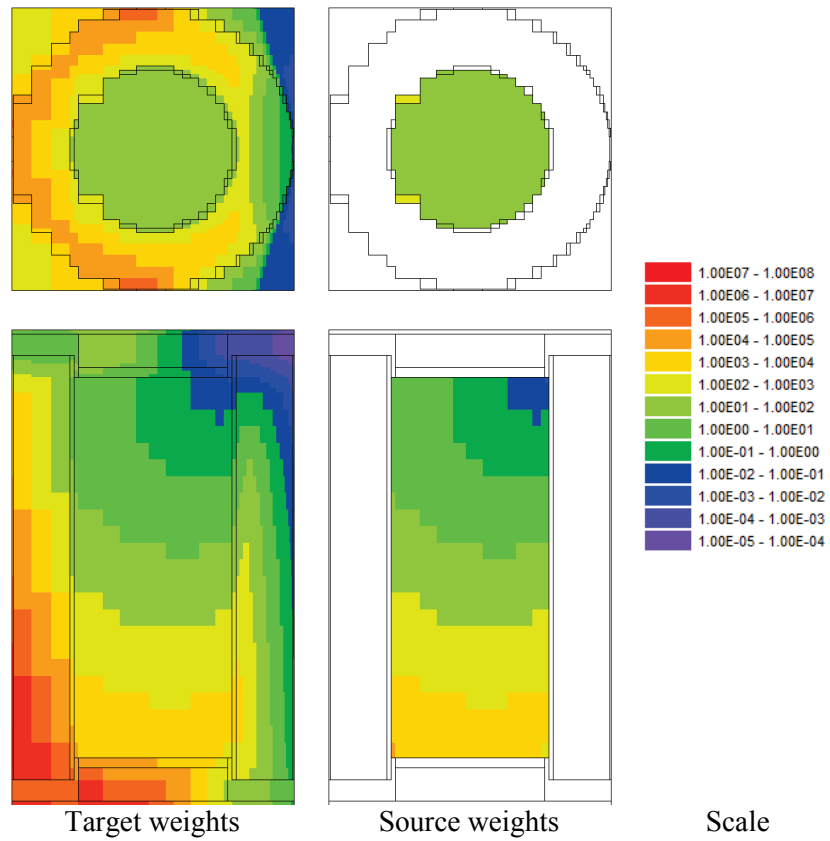 1.00E07 - 1.00E08
1.00E06 - 1.00E07
1.00E05 - 1.00E06
1.00E04 - 1.00E05
1.00E03 - 1.00E04
1.00E02 - 1.00E03
1.00E01 - 1.00E02
1.00E00 - 1.00E01
1.00E-01 - 1.00E00
1.00E-02 - 1.00E-01
1.00E-03 - 1.00E-02
1.00E-04 - 1.00E-03
1.00E-05 - 1.00E-04
Target weights Source weights Scale